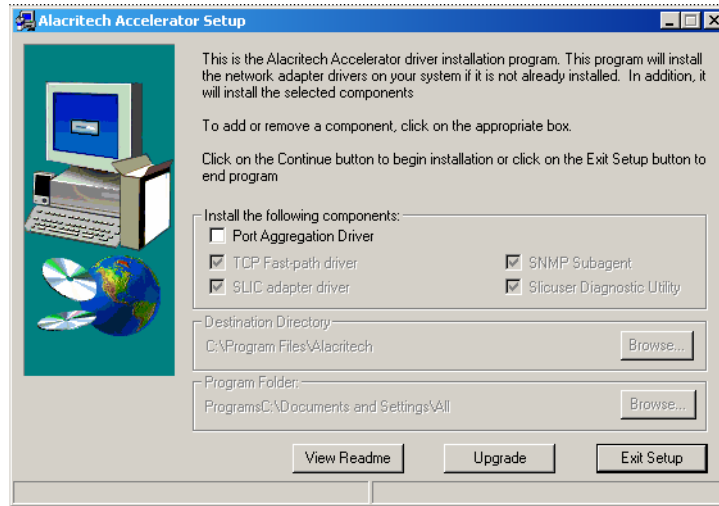 Alacritech Accelerator Setup
This is the Alacritech Accelerator driver installation program. This program will install
the network adapter drivers on your system if it is not already installed. In addition, it
will install the selected components
To add or remove a component, click on the appropriate box.
Click on the Continue button to begin installation or click on the Exit Setup button to
end program
Install the following components:
Port Aggregation Driver
TCP Fast-path driver SNMP Subagent
SLIC adapter driver Slicuser Diagnostic Utility
Destination Directory
C:\Program Files\Alacritech Browse...
Program Folder:
ProgramsC:\Documents and Settings\All Browse...
View Readme Upgrade Exit Setup